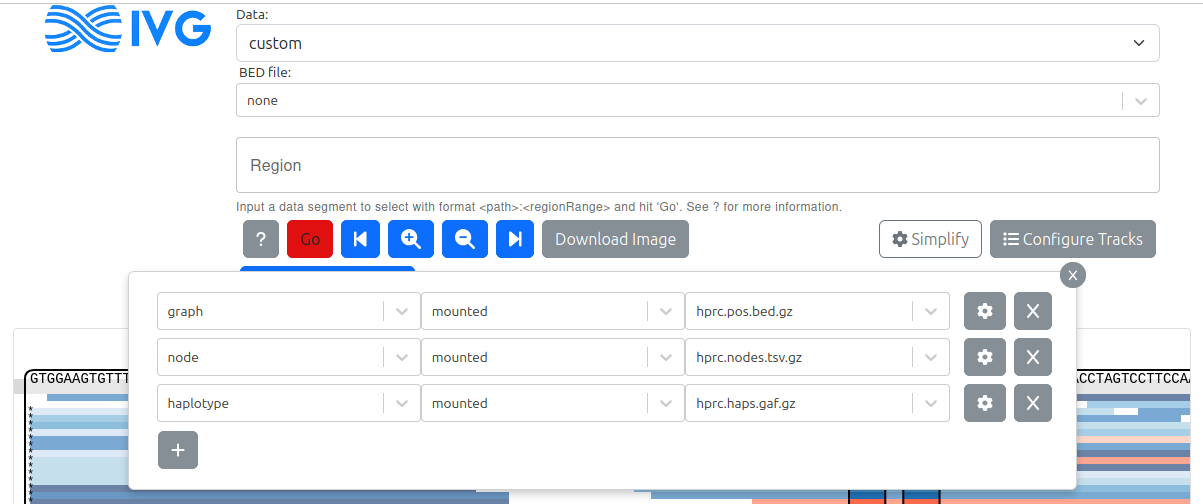 IVG
Data:
custom
BED file:
none
Region
Input a data segment to select with format <path>:<regionRange> and hit 'Go'. See ? for more information.
? Go Download Image Simplify Configure Tracks
X
graph mounted hprc.pos.bed.gz X
node mounted hprc.nodes.tsv.gz X
haplotype mounted hprc.haps.gaf.gz X
+
GTGGAAGTGTTT CCTAGTCCTTCCAA
*
*
*
*
*
*
*
*
*
*
*
*
*